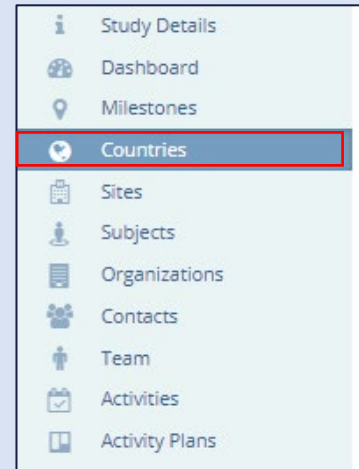 Study Details
Dashboard
Milestones
Countries
Sites
Subjects
Organizations
Contacts
Team
Activities
Activity Plans